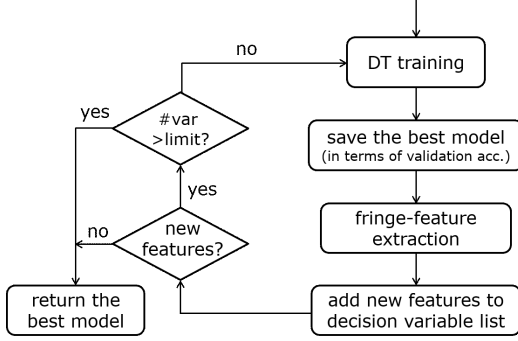 no
DT training
yes
#var
>limit?
save the best model
(in terms of validation acc.)
yes
fringe-feature
extraction
no
new
features?
return the
best model
add new features to
decision variable list